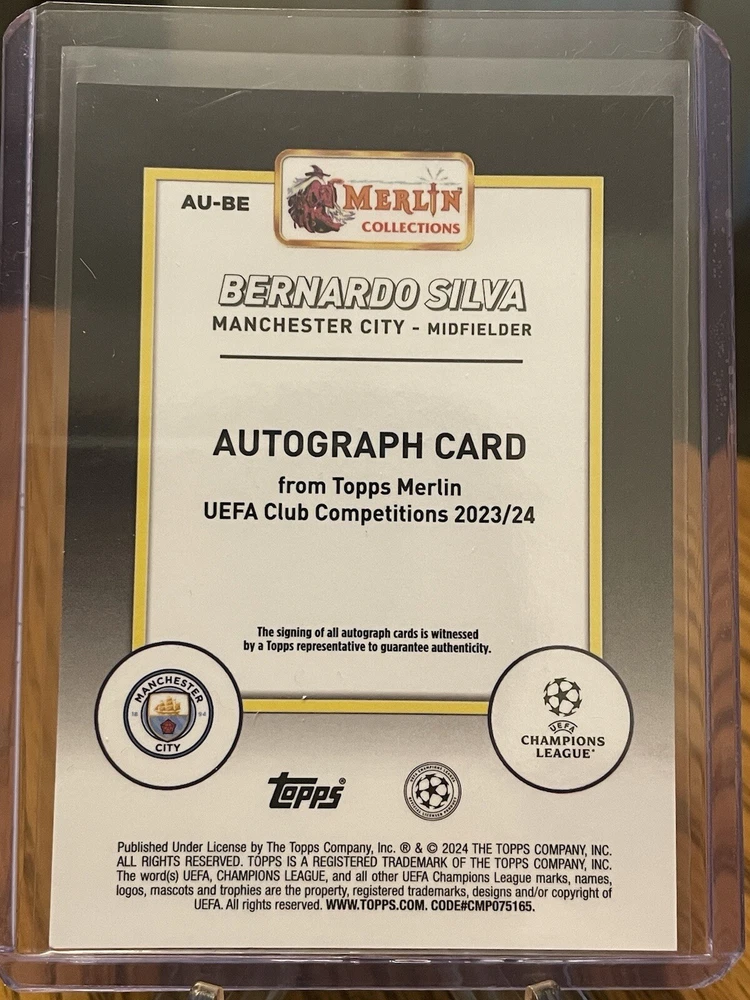 AU-BE
MERLIN
COLLECTIONS
BERNARDO SILVA
MANCHESTER CITY - MIDFIELDER
AUTOGRAPH CARD
from Topps Merlin
UEFA Club Competitions 2023/24
The signing of all autograph cards is witnessed
by a Topps representative to guarantee authenticity.
MANCHESTER
18 94
CITY
UEFA
CHAMPIONS
LEAGUE®
Topps®
Published Under License by The Topps Company, Inc. ® & © 2024 THE TOPPS COMPANY, INC.
ALL RIGHTS RESERVED. TOPPS IS A REGISTERED TRADEMARK OF THE TOPPS COMPANY, INC.
The word(s) UEFA, CHAMPIONS LEAGUE, and all other UEFA Champions League marks, names,
logos, mascots and trophies are the property, registered trademarks, designs and/or copyright of
UEFA. All rights reserved. WWW.TOPPS.COM. CODE#CMP075165.